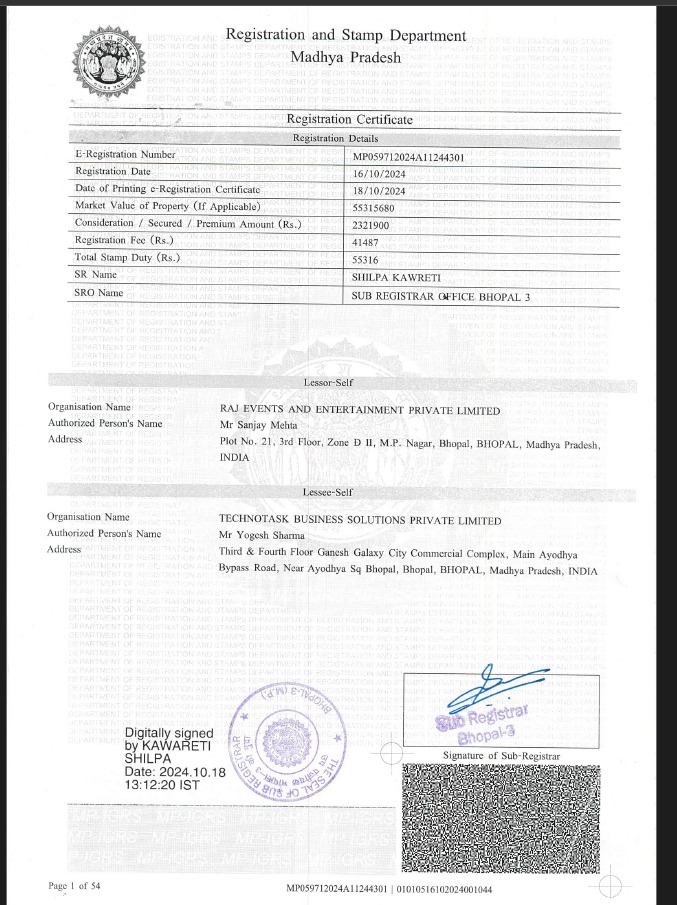 Registration and Stamp Department
Madhya Pradesh
Registration Certificate
Registration Details
E-Registration Number MP059712024A11244301
Registration Date 16/10/2024
Date of Printing e-Registration Certificate 18/10/2024
Market Value of Property (If Applicable) 55315680
Consideration / Secured / Premium Amount (Rs.) 2321900
Registration Fee (Rs.) 41487
Total Stamp Duty (Rs.) 55316
SR Name SHILPA KAWRETI
SRO Name SUB REGISTRAR OFFICE BHOPAL 3
Lessor-Self
Organisation Name RAJ EVENTS AND ENTERTAINMENT PRIVATE LIMITED
Authorized Person's Name Mr Sanjay Mehta
Address Plot No. 21, 3rd Floor, Zone D II, M.P. Nagar, Bhopal, BHOPAL, Madhya Pradesh,
INDIA
Lessee-Self
Organisation Name TECHNOTASK BUSINESS SOLUTIONS PRIVATE LIMITED
Authorized Person's Name Mr Yogesh Sharma
Address Third & Fourth Floor Ganesh Galaxy City Commercial Complex, Main Ayodhya
Bypass Road, Near Ayodhya Sq Bhopal, Bhopal, BHOPAL, Madhya Pradesh, INDIA
Digitally signed
by KAWARETI
SHILPA
Date: 2024.10.18
13:12:20 IST
THE SEAL OF SUB REGISTRAR
BHOPAL-3 (M.P.)
Sub Registrar
Bhopal-3
Signature of Sub-Registrar
MP-IGRS MP-IGRS MP-IGRS MP-IGRS
Page 1 of 54
MP059712024A11244301 | 01010516102024001044